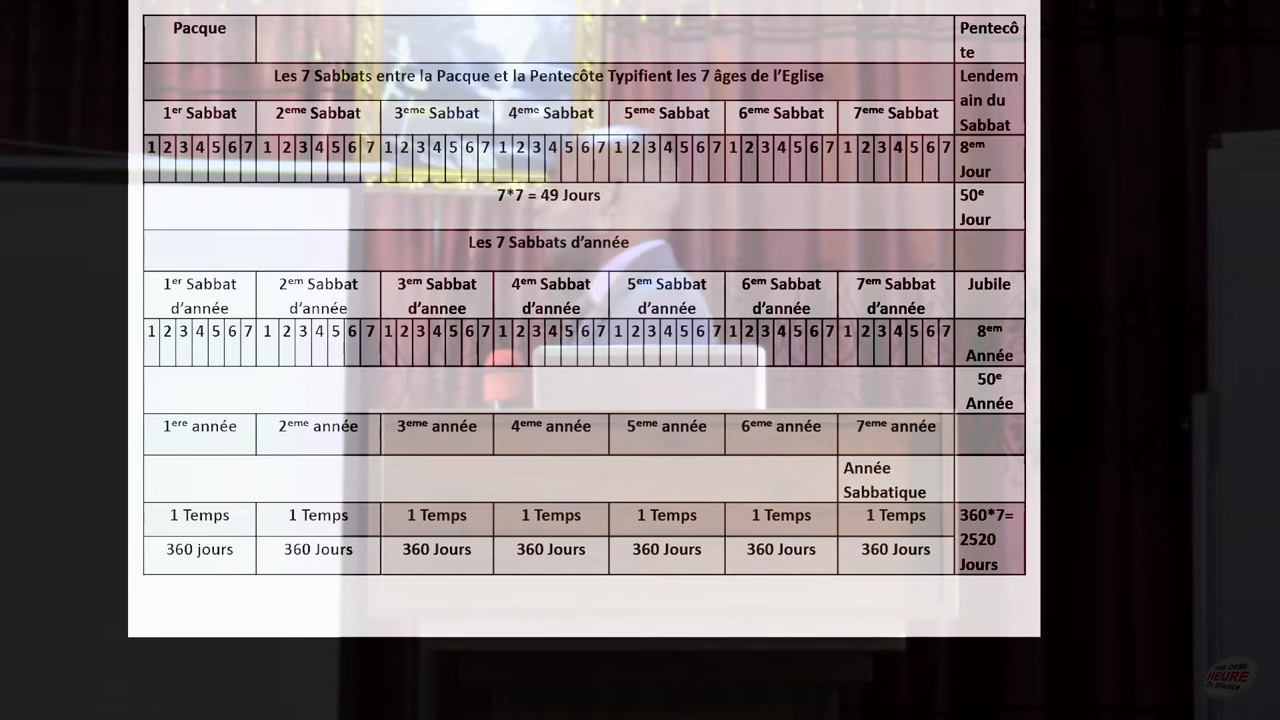 Pacque
Pentecô
te
Les 7 Sabbats entre la Pacque et la Pentecôte Typifient les 7 âges de l'Eglise
Lendem
ain du
Sabbat
1er Sabbat 2eme Sabbat 3eme Sabbat 4eme Sabbat 5eme Sabbat 6eme Sabbat 7eme Sabbat
1 2 3 4 5 6 7 1 2 3 4 5 6 7 1 2 3 4 5 6 7 1 2 3 4 5 6 7 1 2 3 4 5 6 7 1 2 3 4 5 6 7 1 2 3 4 5 6 7
8em
Jour
7*7 = 49 Jours
50e
Jour
Les 7 Sabbats d'année
1er Sabbat
d'année
2em Sabbat
d'année
3em Sabbat
d'annee
4em Sabbat
d'année
5em Sabbat
d'année
6em Sabbat
d'année
7em Sabbat
d'année
Jubile
1 2 3 4 5 6 7 1 2 3 4 5 6 7 1 2 3 4 5 6 7 1 2 3 4 5 6 7 1 2 3 4 5 6 7 1 2 3 4 5 6 7 1 2 3 4 5 6 7
8em
Année
50e
Année
1ere année 2eme année 3eme année 4eme année 5eme année 6eme année 7eme année
Année
Sabbatique
1 Temps 1 Temps 1 Temps 1 Temps 1 Temps 1 Temps 1 Temps
360 jours 360 Jours 360 Jours 360 Jours 360 Jours 360 Jours 360 Jours
360*7=
2520
Jours
UNE DEMI
HEURE
De Silence